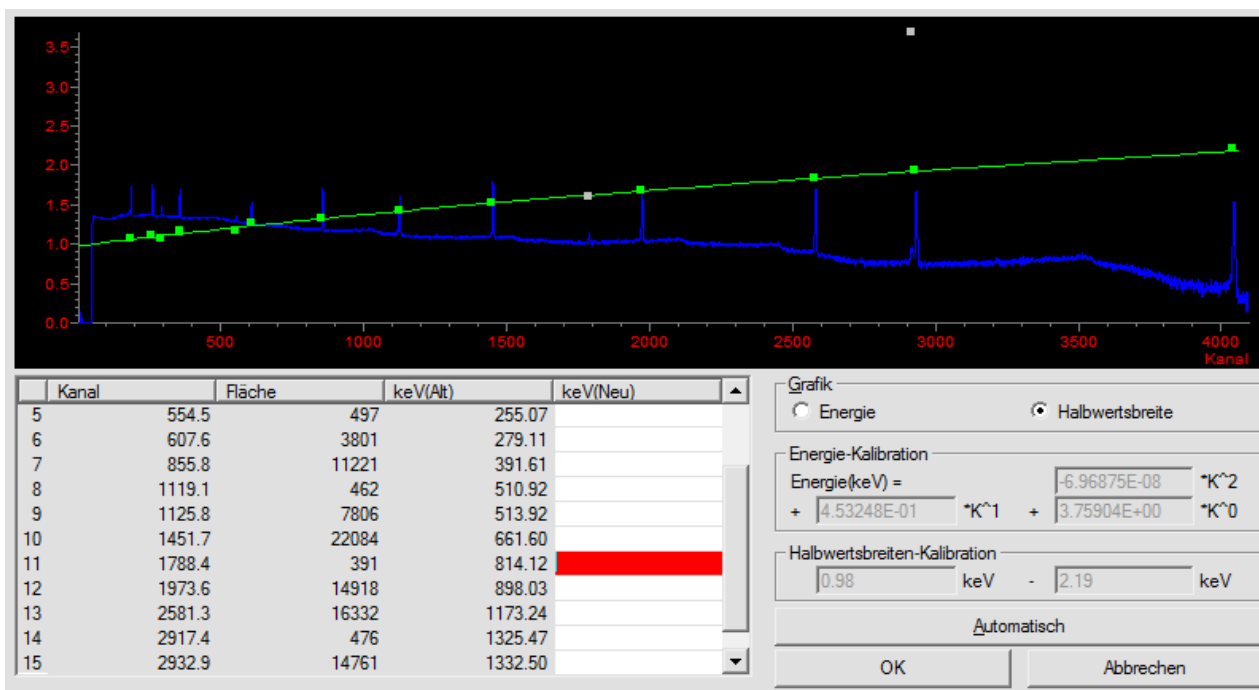 3.5
3.0
2.5
2.0
1.5
1.0
0.5
0.0
500 1000 1500 2000 2500 3000 3500 4000
Kanal
Kanal Fläche keV(Alt) keV(Neu)
5 554.5 497 255.07
6 607.6 3801 279.11
7 855.8 11221 391.61
8 1119.1 462 510.92
9 1125.8 7806 513.92
10 1451.7 22084 661.60
11 1788.4 391 814.12
12 1973.6 14918 898.03
13 2581.3 16332 1173.24
14 2917.4 476 1325.47
15 2932.9 14761 1332.50
Grafik
Energie Halbwertsbreite
Energie-Kalibration
Energie(keV) = -6.96875E-08 *K^2
+ 4.53248E-01 *K^1 + 3.75904E+00 *K^0
Halbwertsbreiten-Kalibration
0.98 keV - 2.19 keV
Automatisch
OK Abbrechen